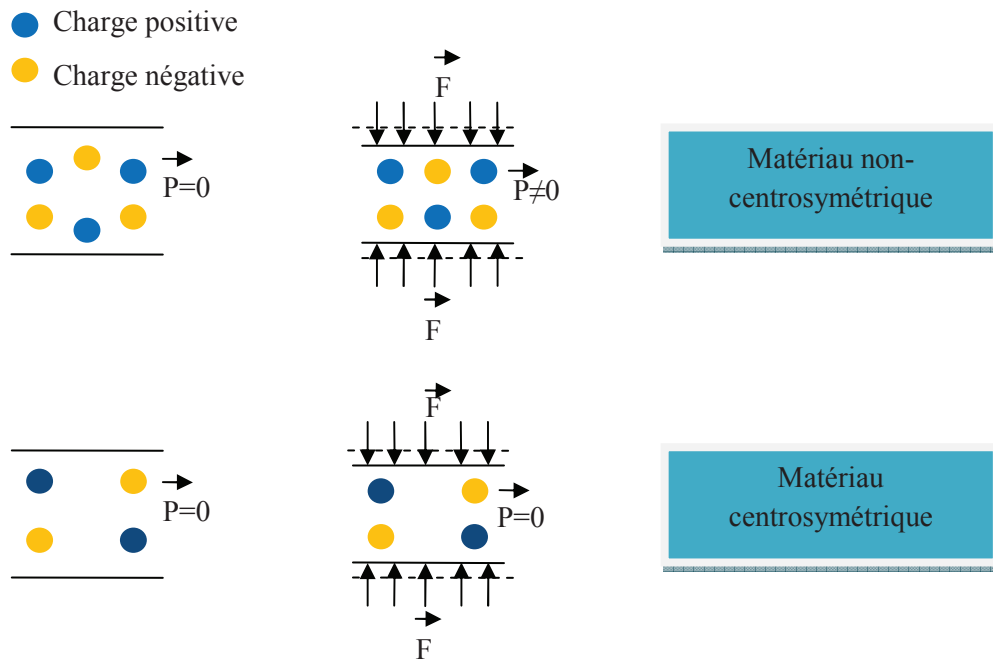 Charge positive
Charge négative
F
P=0
P≠0
F
Matériau non-
centrosymétrique
F
P=0
P=0
F
Matériau
centrosymétrique